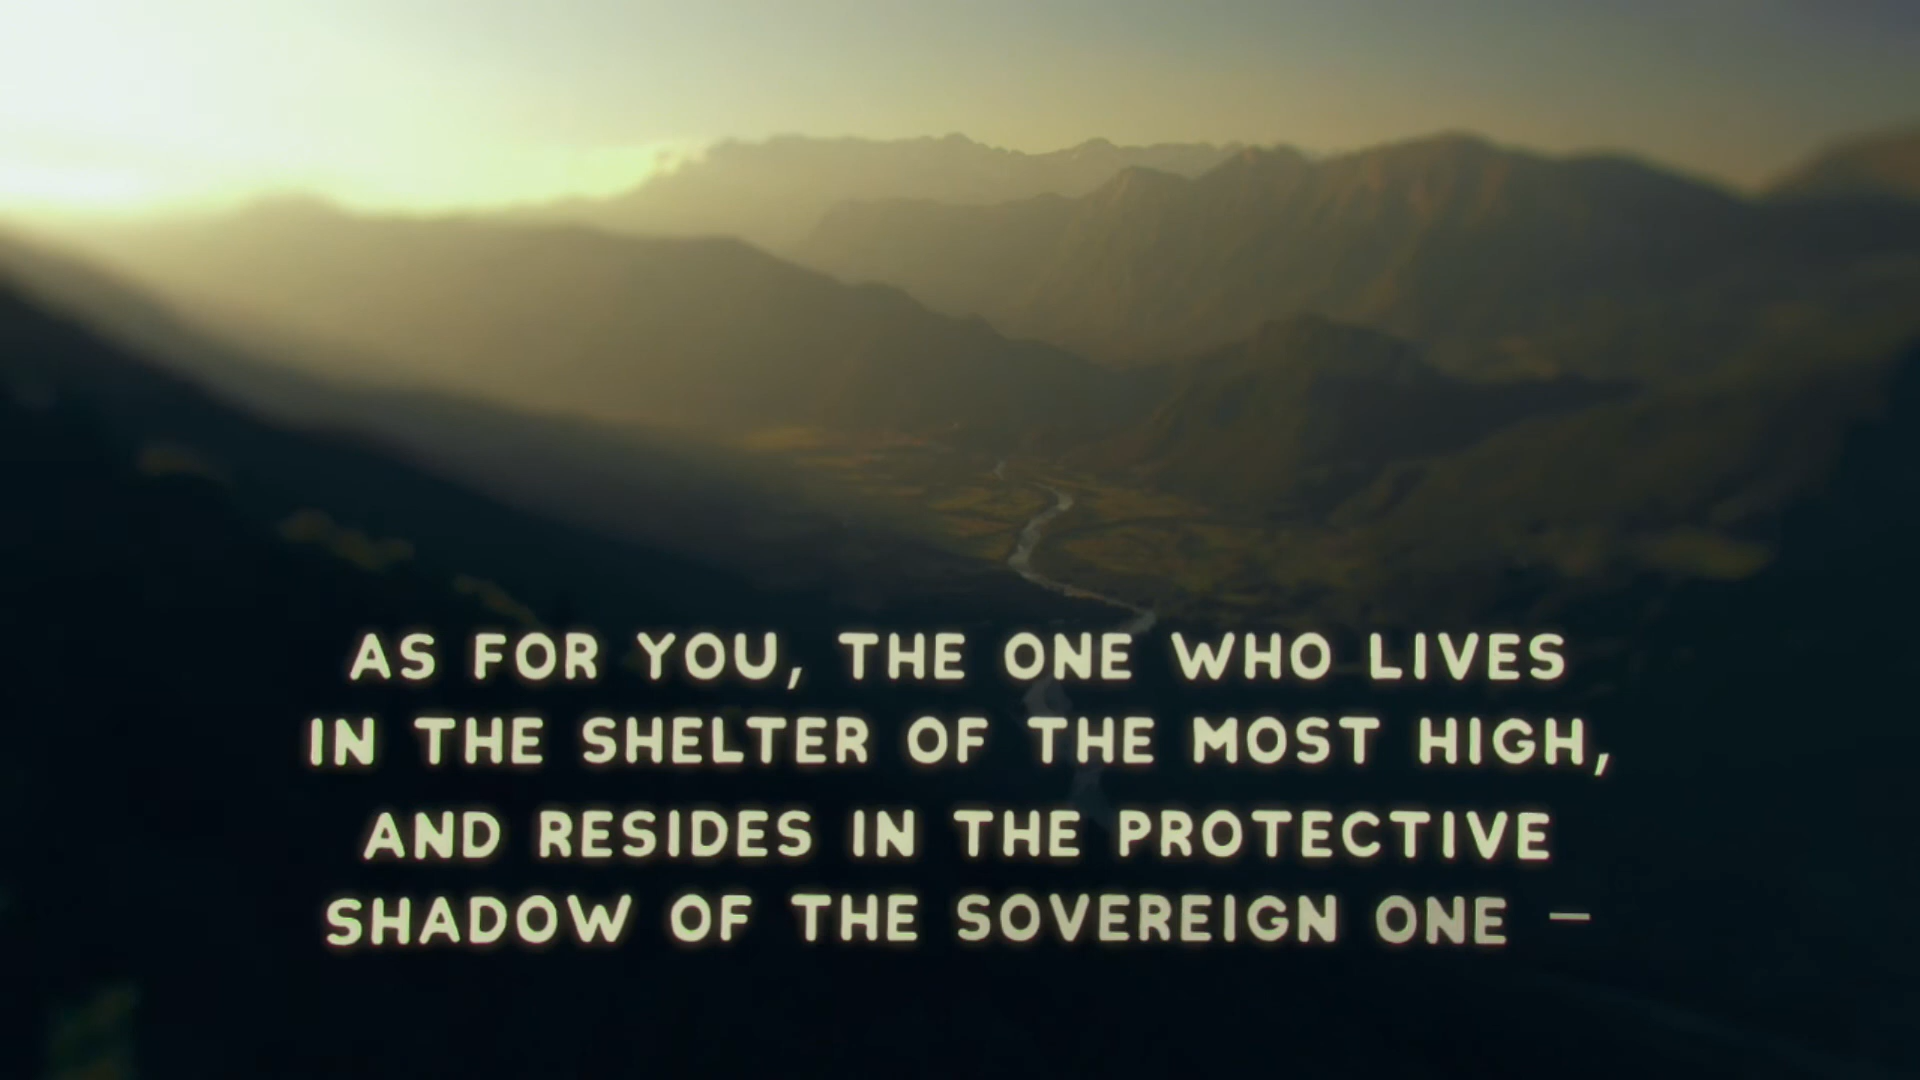 AS FOR YOU, THE ONE WHO LIVES
IN THE SHELTER OF THE MOST HIGH,
AND RESIDES IN THE PROTECTIVE
SHADOW OF THE SOVEREIGN ONE –